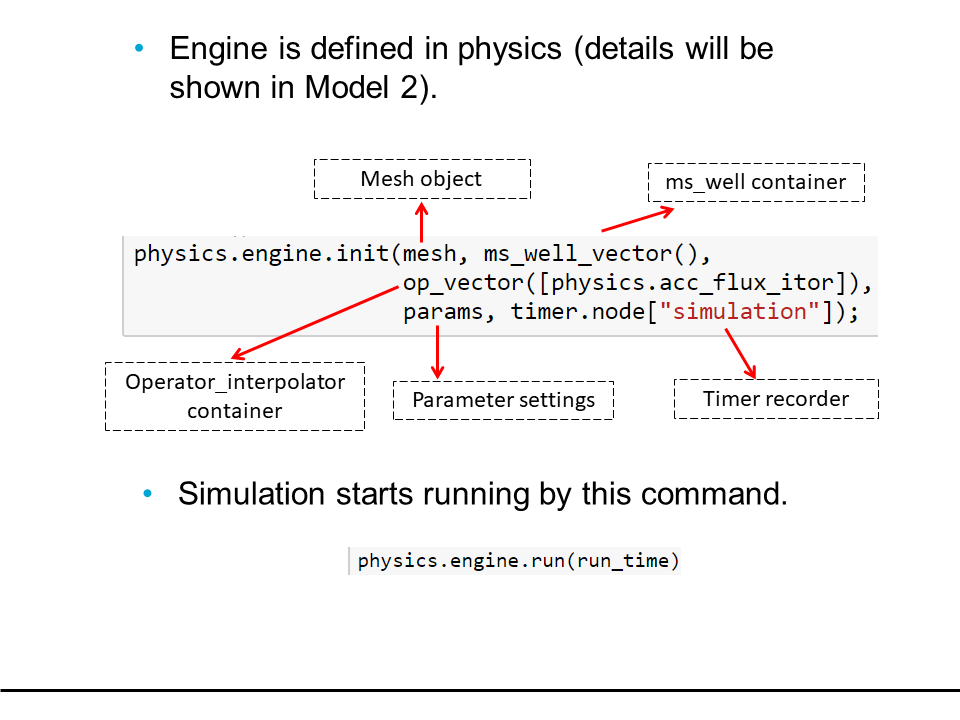 • Engine is defined in physics (details will be
shown in Model 2).
Mesh object
ms_well container
physics.engine.init(mesh, ms_well_vector(),
op_vector([physics.acc_flux_itor]),
params, timer.node["simulation"]);
Operator_interpolator
container
Parameter settings
Timer recorder
• Simulation starts running by this command.
physics.engine.run(run_time)